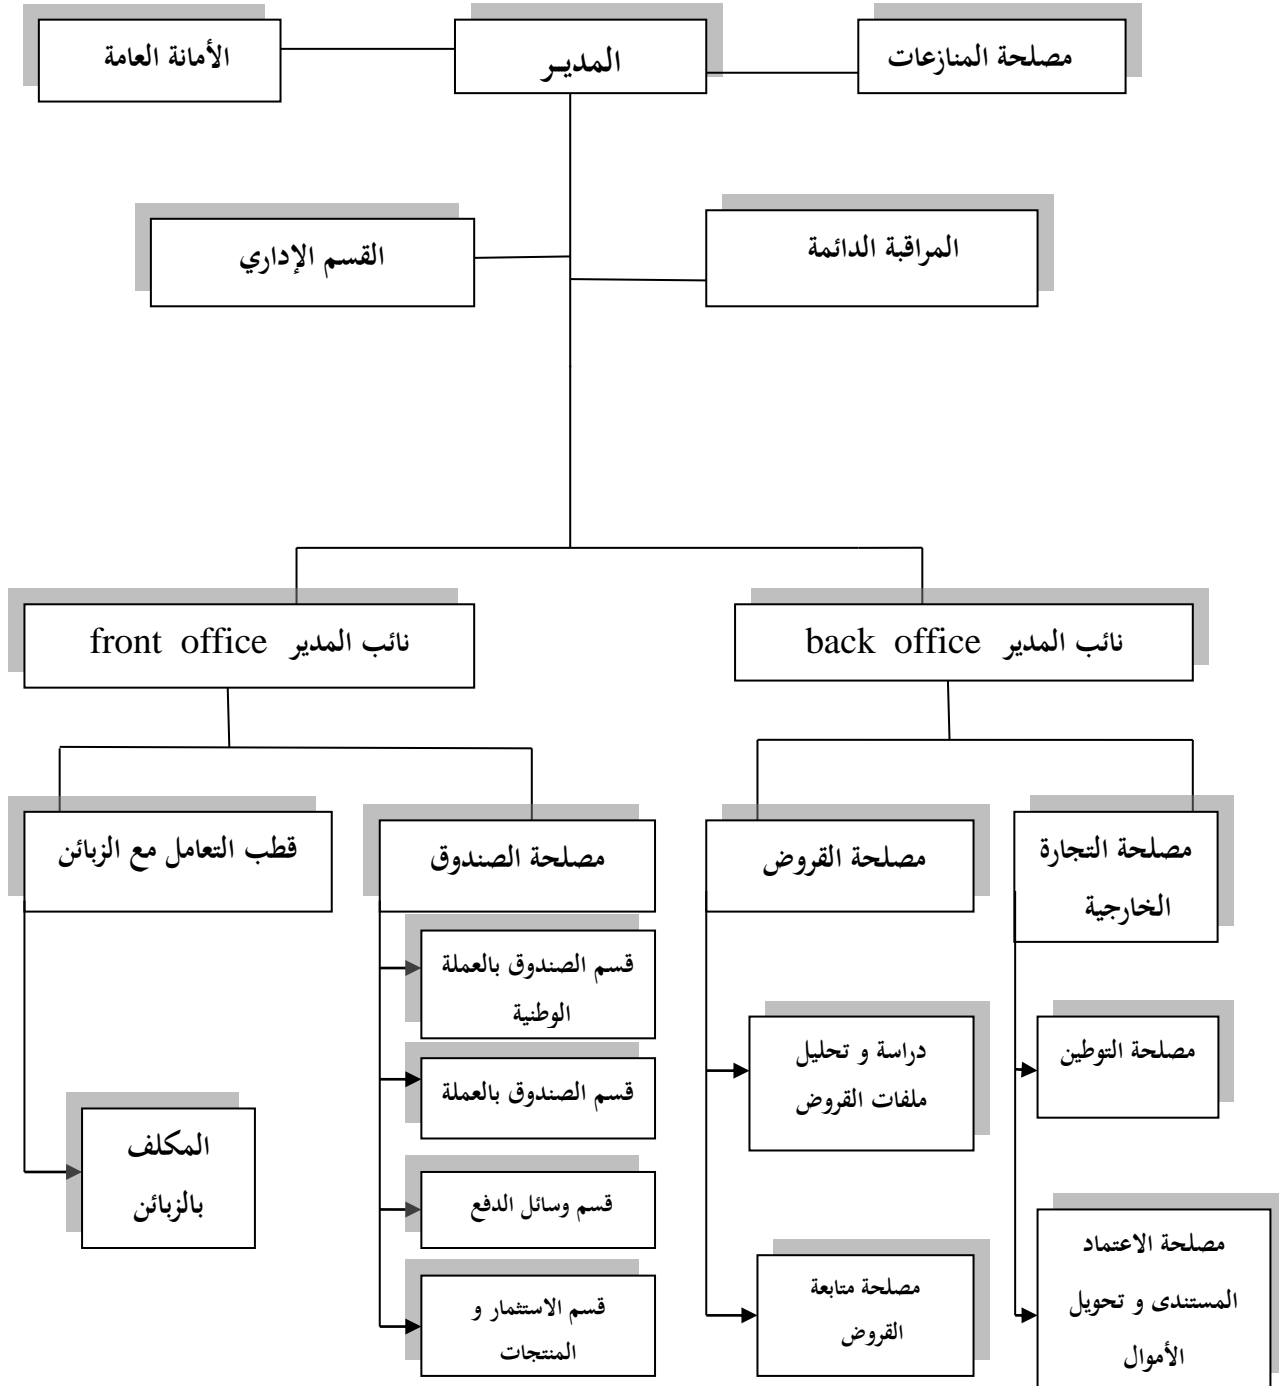 مصلحة المنازعات
المديـر
الأمانة العامة
المراقبة الدائمة
القسم الإداري
نائب المدير back office
نائب المدير front office
مصلحة التجارة
الخارجية
مصلحة القروض
مصلحة الصندوق
قطب التعامل مع الزبائن
مصلحة التوطين
مصلحة الاعتماد
المستندى و تحويل
الأموال
دراسة و تحليل
ملفات القروض
مصلحة متابعة
القروض
قسم الصندوق بالعملة
الوطنية
قسم الصندوق بالعملة
قسم وسائل الدفع
قسم الاستثمار و
المنتجات
المكلف
بالزبائن